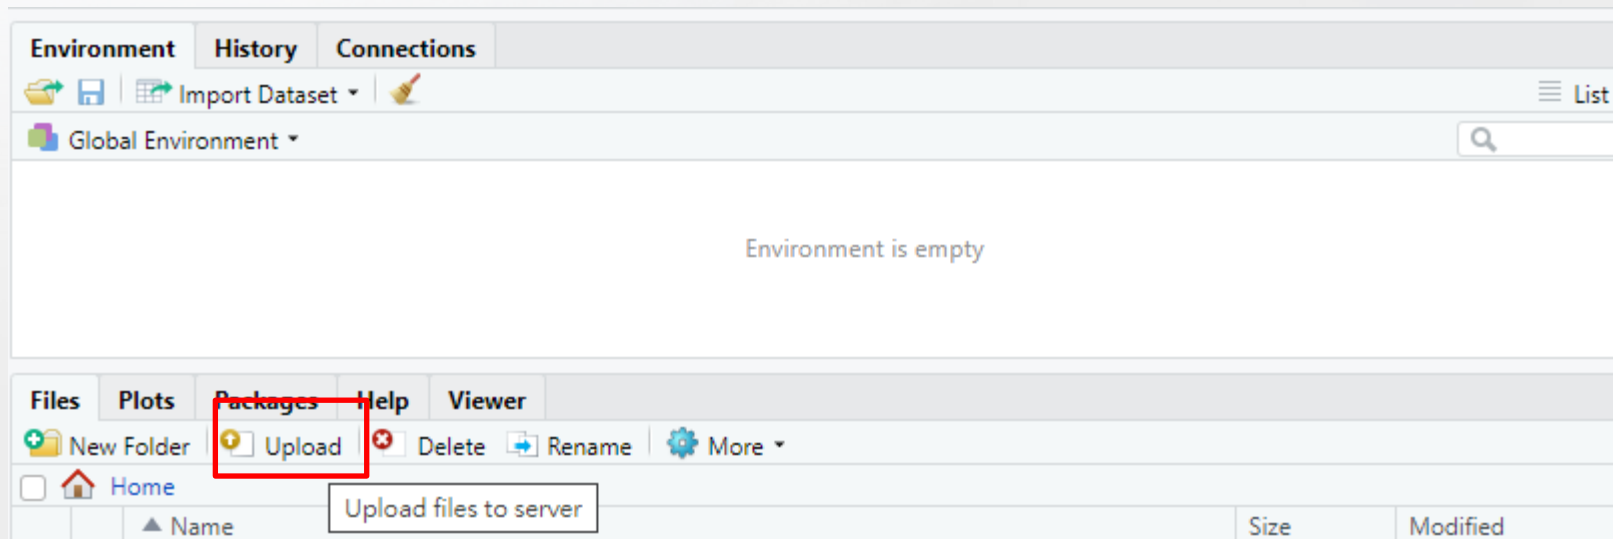 Environment History Connections
Import Dataset List
Global Environment
Environment is empty
Files Plots Packages Help Viewer
New Folder Upload Delete Rename More
Home
Upload files to server
Name Size Modified